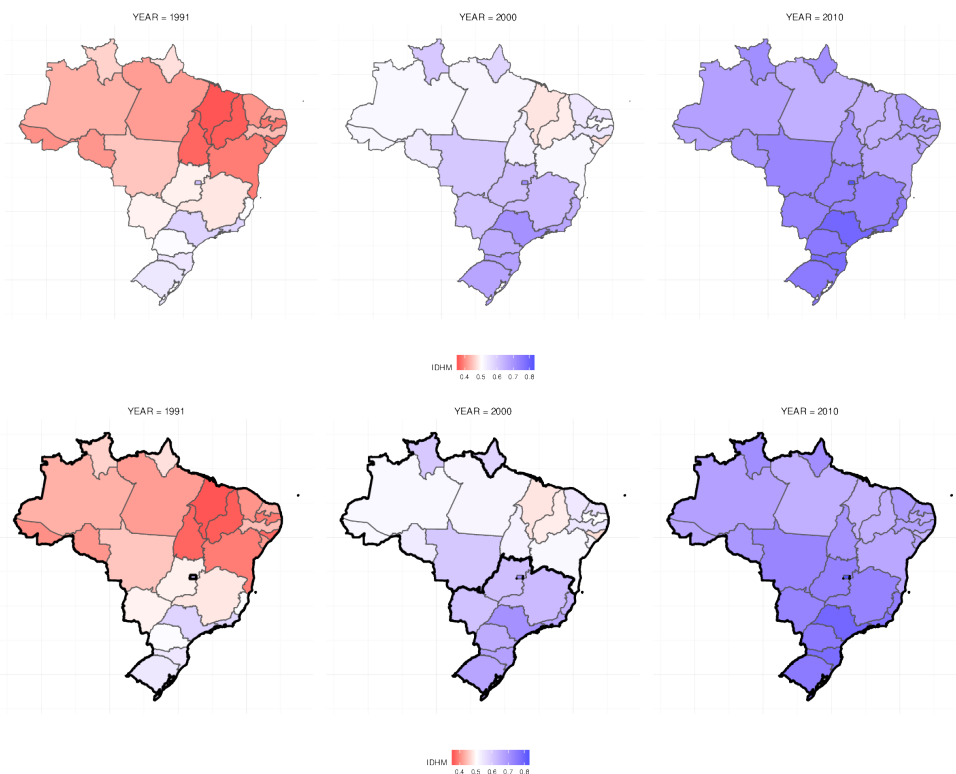 YEAR = 1991 YEAR = 2000 YEAR = 2010
IDHM
0.4 0.5 0.6 0.7 0.8
YEAR = 1991 YEAR = 2000 YEAR = 2010
IDHM
0.4 0.5 0.6 0.7 0.8